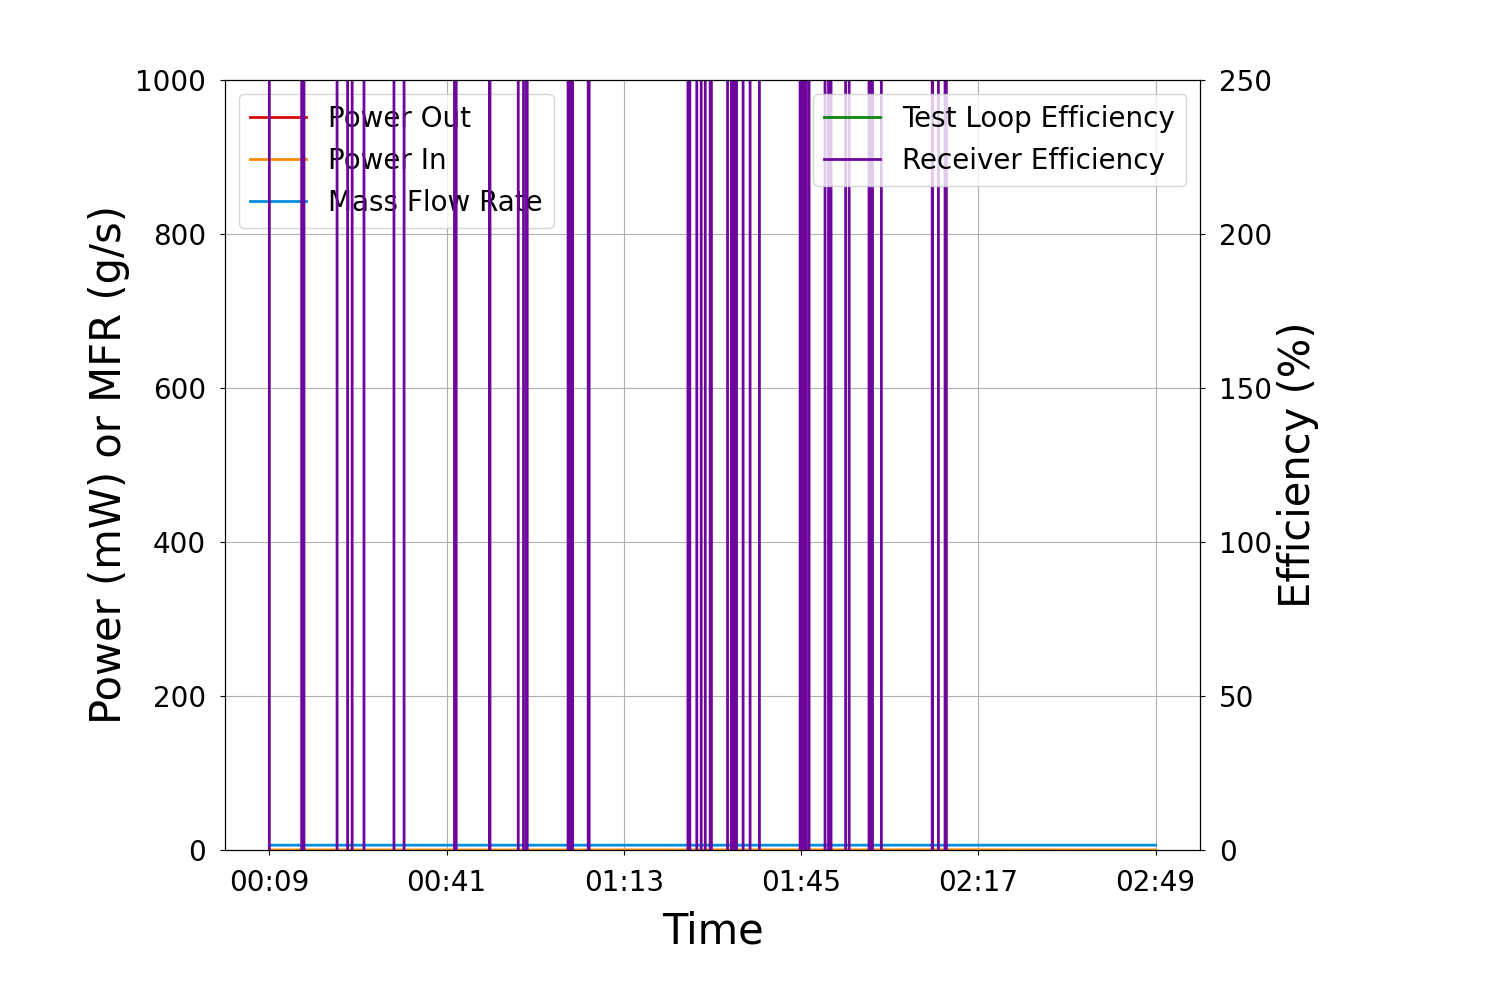 1000
800
600
400
200
0
Power (mW) or MFR (g/s)
Power Out
Power In
Mass Flow Rate
Test Loop Efficiency
Receiver Efficiency
250
200
150
100
50
0
Efficiency (%)
00:09 00:41 01:13 01:45 02:17 02:49
Time